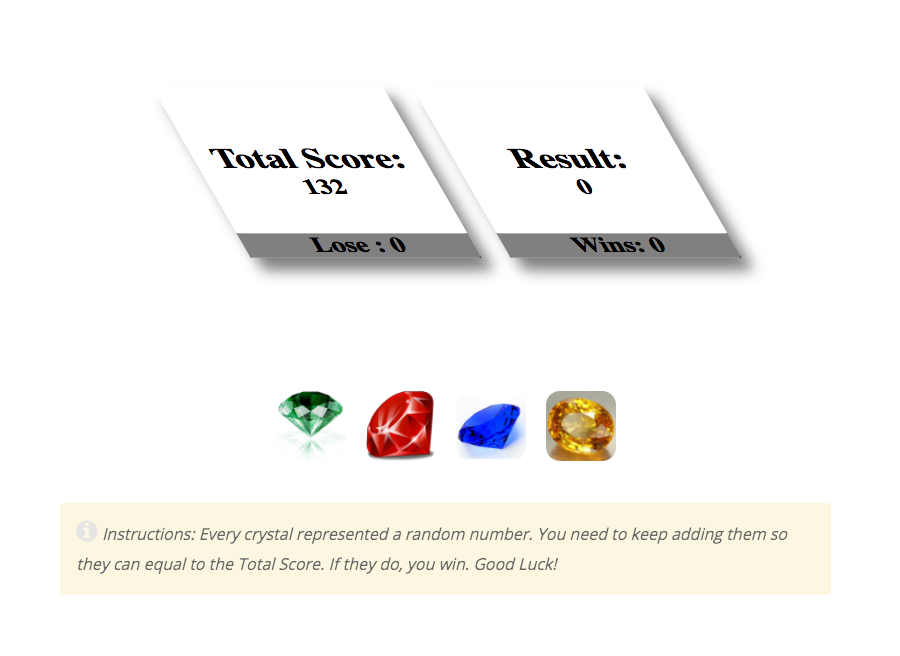 Total Score:
132
Lose : 0
Result:
0
Wins: 0
Instructions: Every crystal represented a random number. You need to keep adding them so
they can equal to the Total Score. If they do, you win. Good Luck!